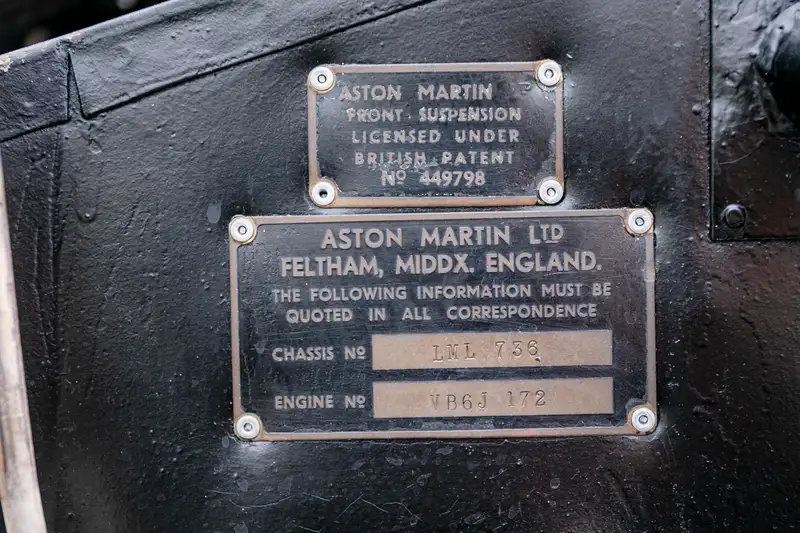 ASTON MARTIN
FRONT SUSPENSION
LICENSED UNDER
BRITISH PATENT
Nº 449798
ASTON MARTIN LTD
FELTHAM, MIDDX. ENGLAND.
THE FOLLOWING INFORMATION MUST BE
QUOTED IN ALL CORRESPONDENCE
CHASSIS Nº LML 736
ENGINE Nº VB6J 172